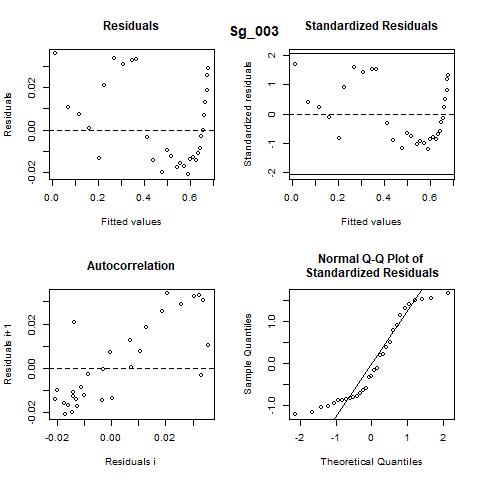 Sg_003
Residuals
Residuals
-0.02 0.00 0.02
0.0 0.2 0.4 0.6
Fitted values
Standardized Residuals
Standardized residuals
-2 -1 0 1 2
0.0 0.2 0.4 0.6
Fitted values
Autocorrelation
Residuals i+1
-0.02 0.00 0.02
-0.02 0.00 0.02
Residuals i
Normal Q-Q Plot of
Standardized Residuals
Sample Quantiles
-1.0 0.0 1.0
-2 -1 0 1 2
Theoretical Quantiles